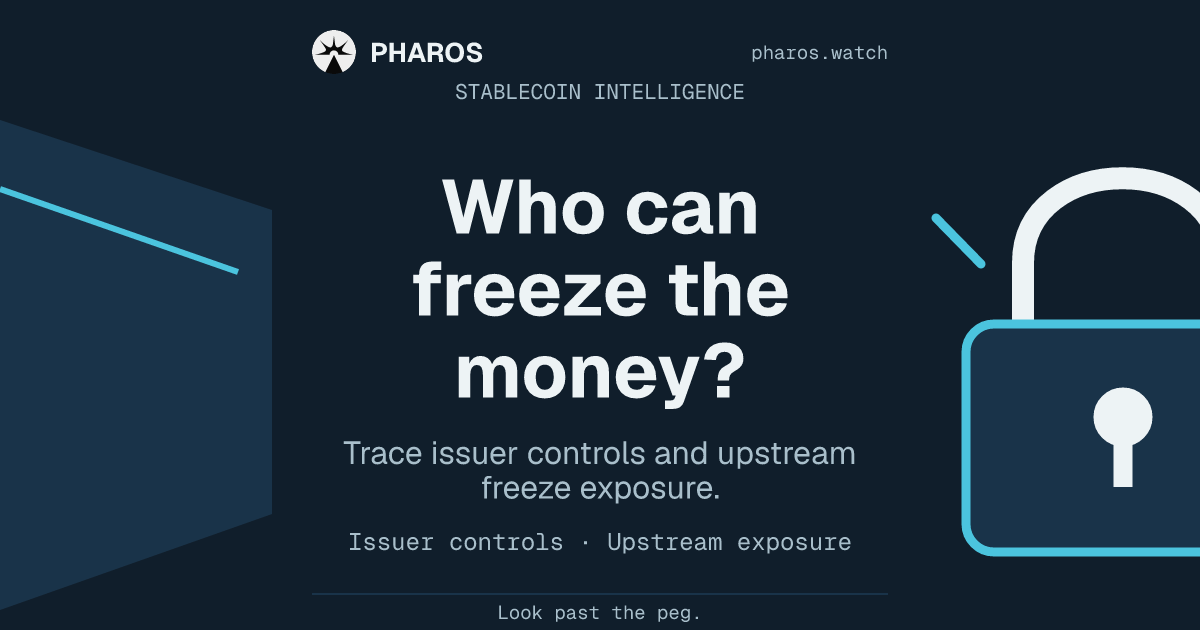 PHAROS
pharos.watch
STABLECOIN INTELLIGENCE
Who can
freeze the
money?
Trace issuer controls and upstream
freeze exposure.
Issuer controls · Upstream exposure
Look past the peg.